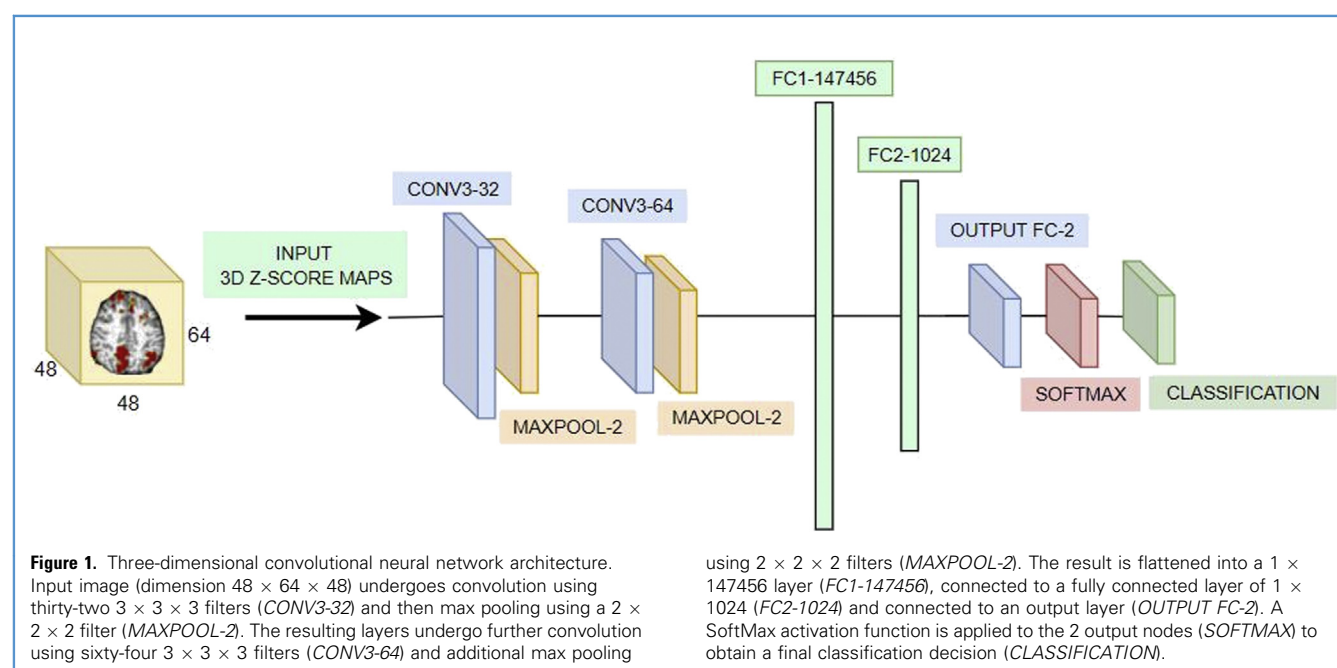 FC1-147456
FC2-1024
CONV3-32
CONV3-64
OUTPUT FC-2
INPUT
3D Z-SCORE MAPS
64
48
48
MAXPOOL-2
MAXPOOL-2
SOFTMAX
CLASSIFICATION
Figure 1. Three-dimensional convolutional neural network architecture.
Input image (dimension 48 × 64 × 48) undergoes convolution using
thirty-two 3 × 3 × 3 filters (CONV3-32) and then max pooling using a 2 ×
2 × 2 filter (MAXPOOL-2). The resulting layers undergo further convolution
using sixty-four 3 × 3 × 3 filters (CONV3-64) and additional max pooling
using 2 × 2 × 2 filters (MAXPOOL-2). The result is flattened into a 1 ×
147456 layer (FC1-147456), connected to a fully connected layer of 1 ×
1024 (FC2-1024) and connected to an output layer (OUTPUT FC-2). A
SoftMax activation function is applied to the 2 output nodes (SOFTMAX) to
obtain a final classification decision (CLASSIFICATION).